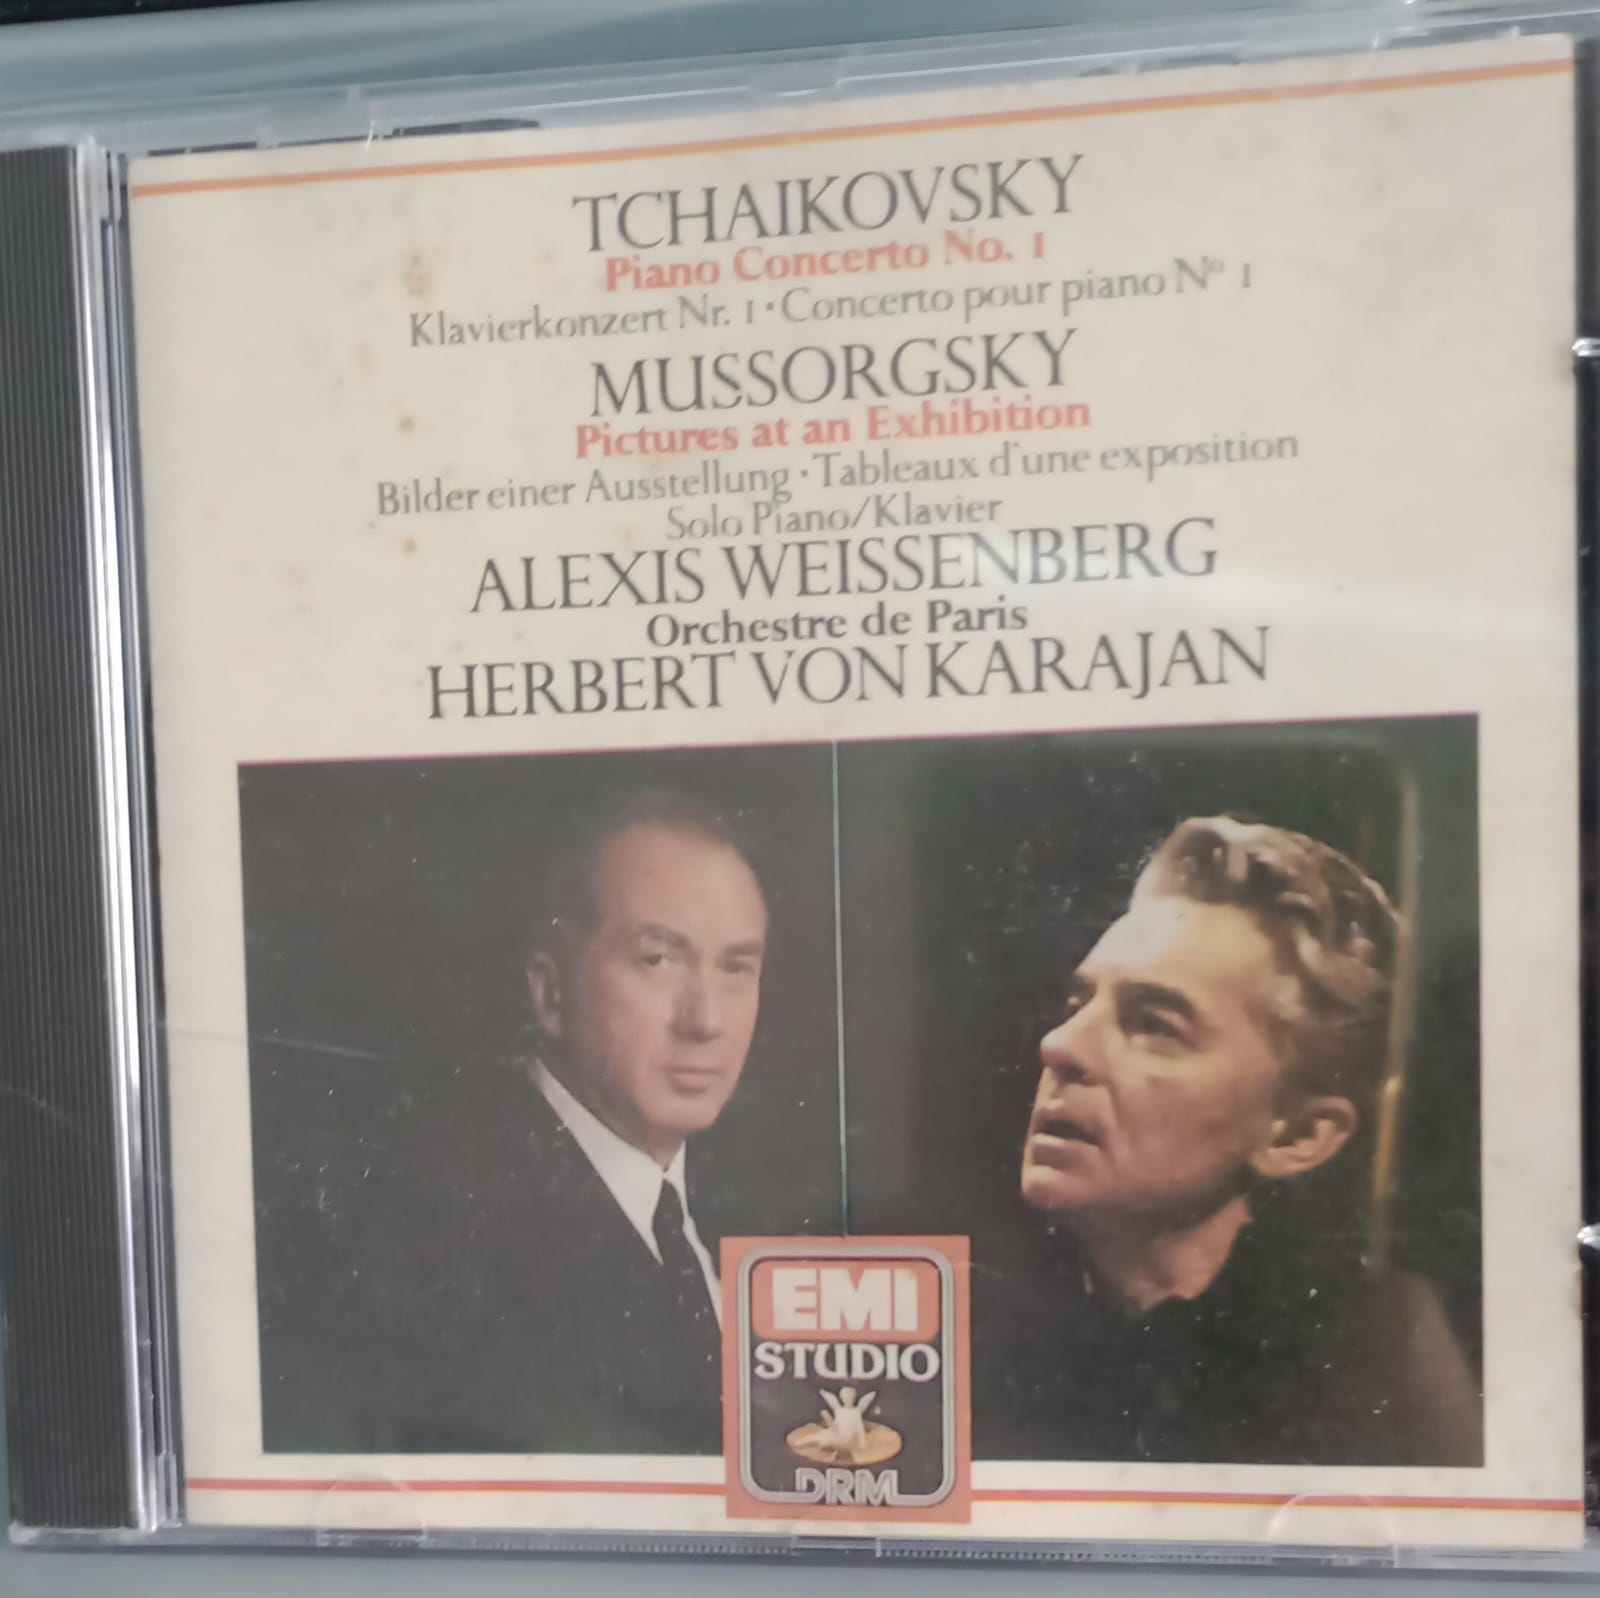 TCHAIKOVSKY
Piano Concerto No. 1
Klavierkonzert Nr. 1 · Concerto pour piano Nº 1
MUSSORGSKY
Pictures at an Exhibition
Bilder einer Ausstellung · Tableaux d'une exposition
Solo Piano/Klavier
ALEXIS WEISSENBERG
Orchestre de Paris
HERBERT VON KARAJAN
EMI
STUDIO
DRM